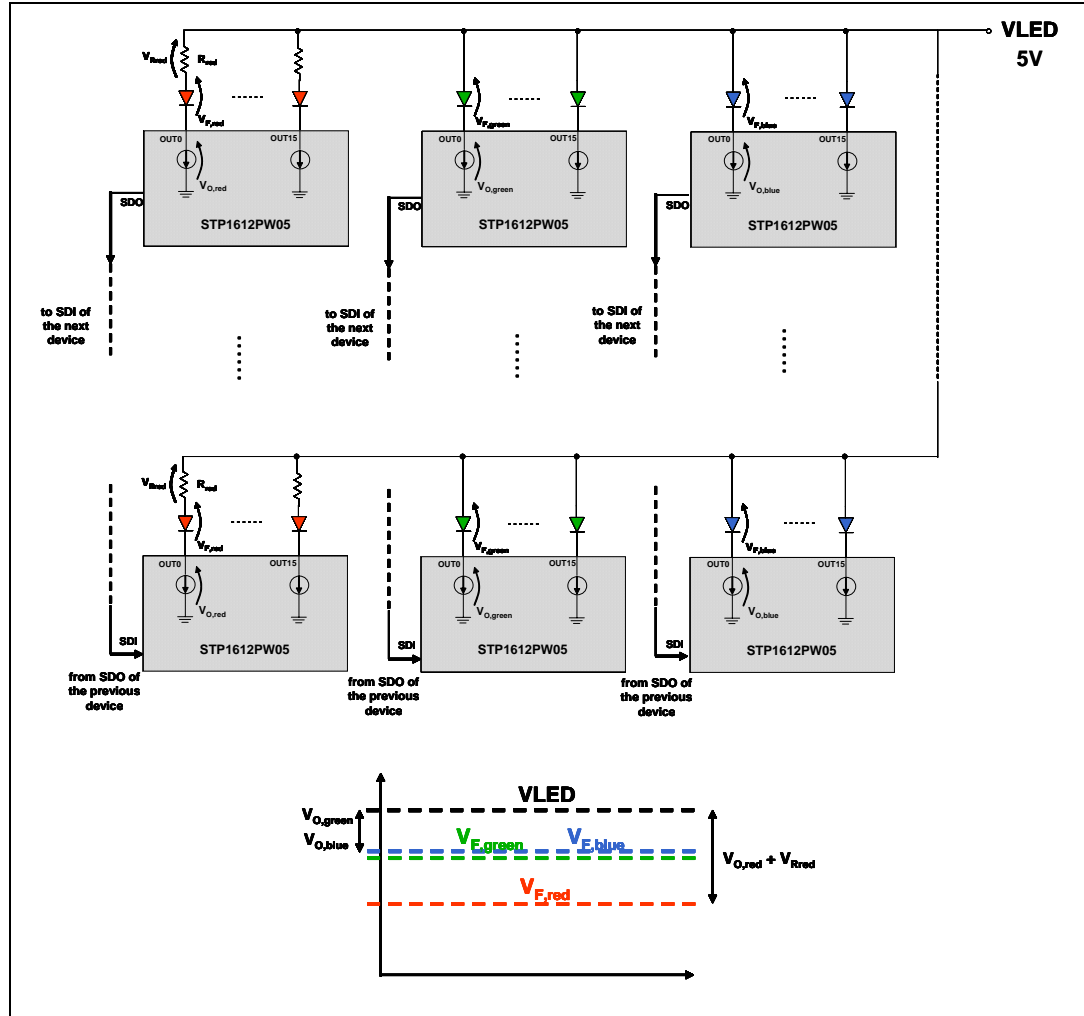 VLED
5V
VRred
Rred
VF,red
VF,green
VF,blue
OUT0
OUT15
OUT0
OUT15
OUT0
OUT15
VO,red
VO,green
VO,blue
SDO
SDO
SDO
STP1612PW05
STP1612PW05
STP1612PW05
to SDI of
the next
device
to SDI of
the next
device
to SDI of
the next
device
VRred
Rred
VF,red
VF,green
VF,blue
OUT0
OUT15
OUT0
OUT15
OUT0
OUT15
VO,red
VO,green
VO,blue
SDI
SDI
SDI
STP1612PW05
STP1612PW05
STP1612PW05
from SDO of
the previous
device
from SDO of
the previous
device
from SDO of
the previous
device
VLED
VO,green
VO,blue
VF,green
VF,blue
VO,red + VRred
VF,red